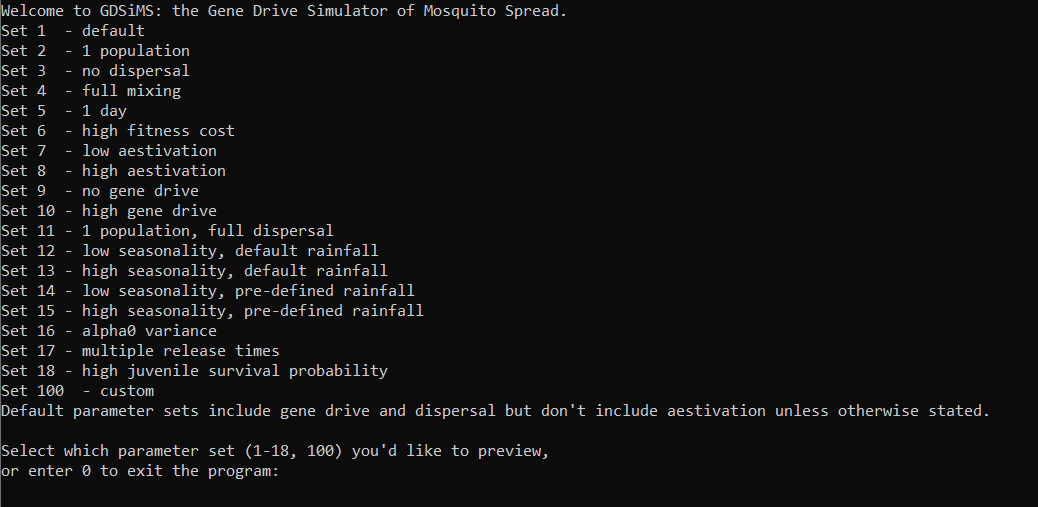 Welcome to GDSiMS: the Gene Drive Simulator of Mosquito Spread.
Set 1  - default
Set 2  - 1 population
Set 3  - no dispersal
Set 4  - full mixing
Set 5  - 1 day
Set 6  - high fitness cost
Set 7  - low aestivation
Set 8  - high aestivation
Set 9  - no gene drive
Set 10 - high gene drive
Set 11 - 1 population, full dispersal
Set 12 - low seasonality, default rainfall
Set 13 - high seasonality, default rainfall
Set 14 - low seasonality, pre-defined rainfall
Set 15 - high seasonality, pre-defined rainfall
Set 16 - alpha0 variance
Set 17 - multiple release times
Set 18 - high juvenile survival probability
Set 100  - custom
Default parameter sets include gene drive and dispersal but don't include aestivation unless otherwise stated.
Select which parameter set (1-18, 100) you'd like to preview,
or enter 0 to exit the program: